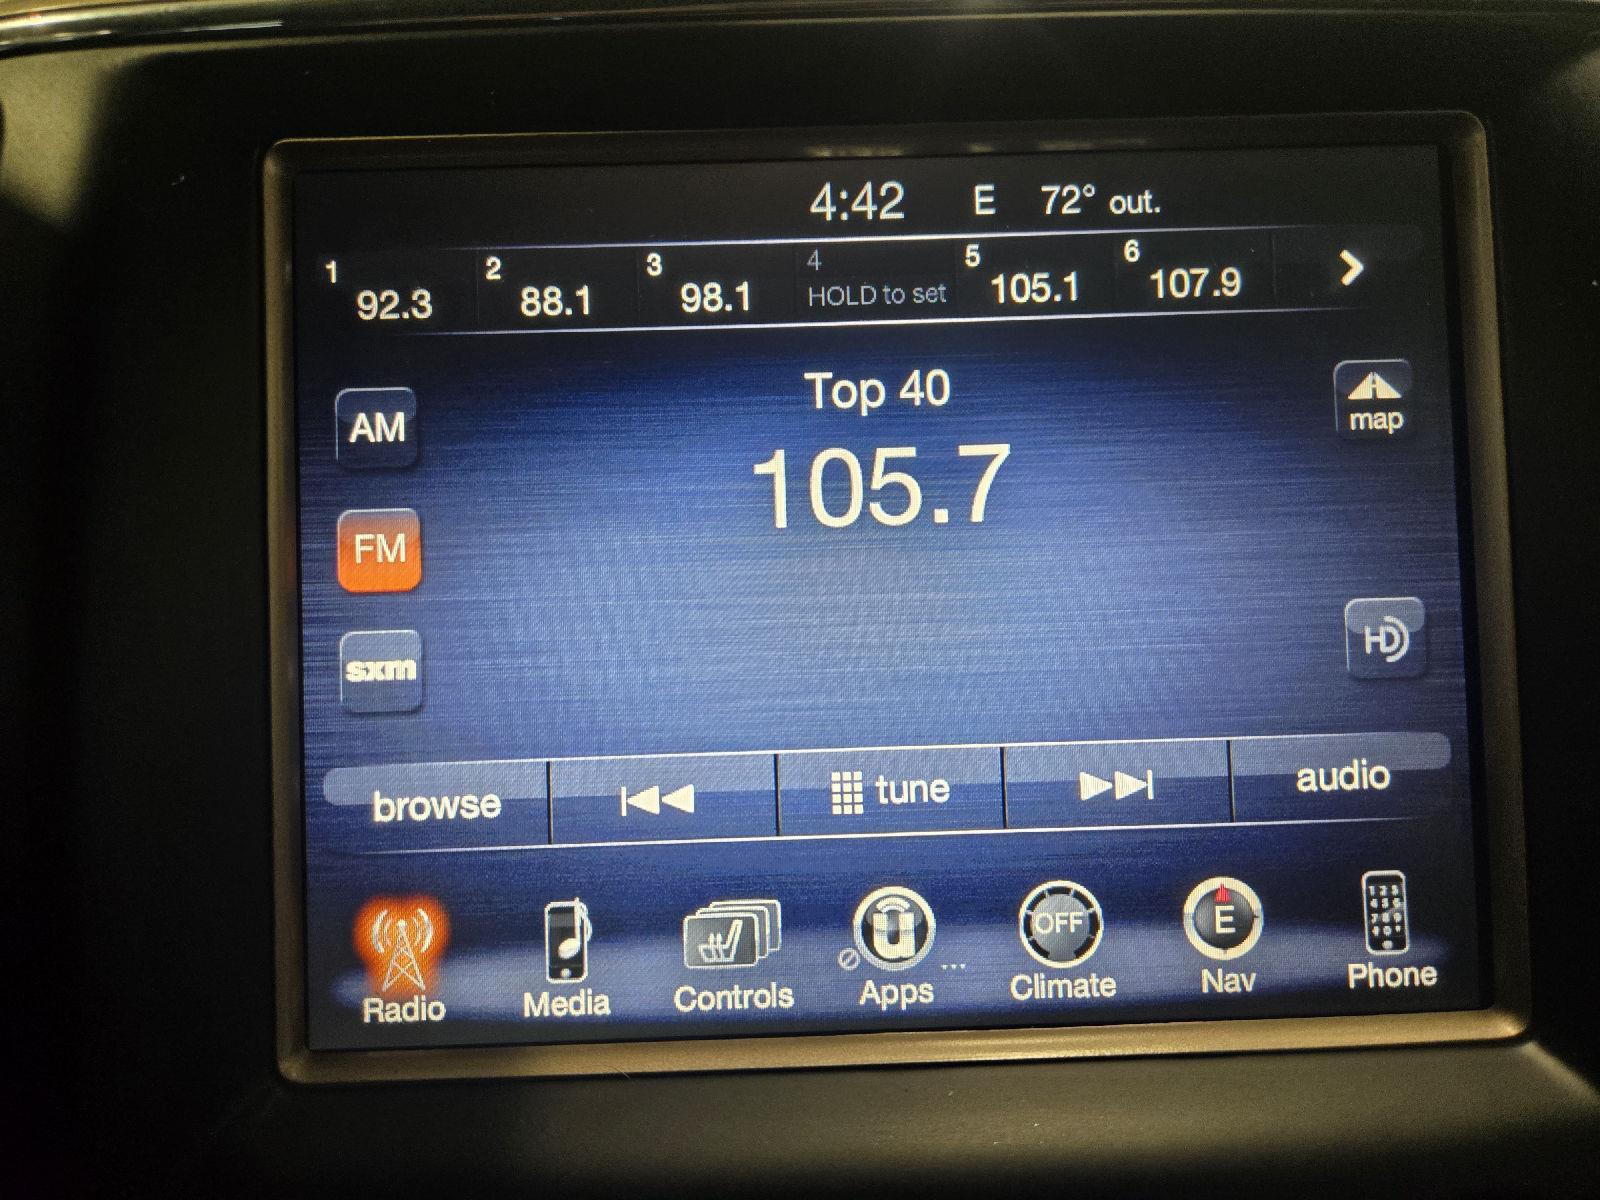 4:42 E 72° out.
1 92.3 2 88.1 3 98.1 4 HOLD to set 5 105.1 6 107.9
Top 40
AM
map
105.7
FM
HD
sxm
browse tune audio
OFF E
Radio Media Controls Apps Climate Nav Phone